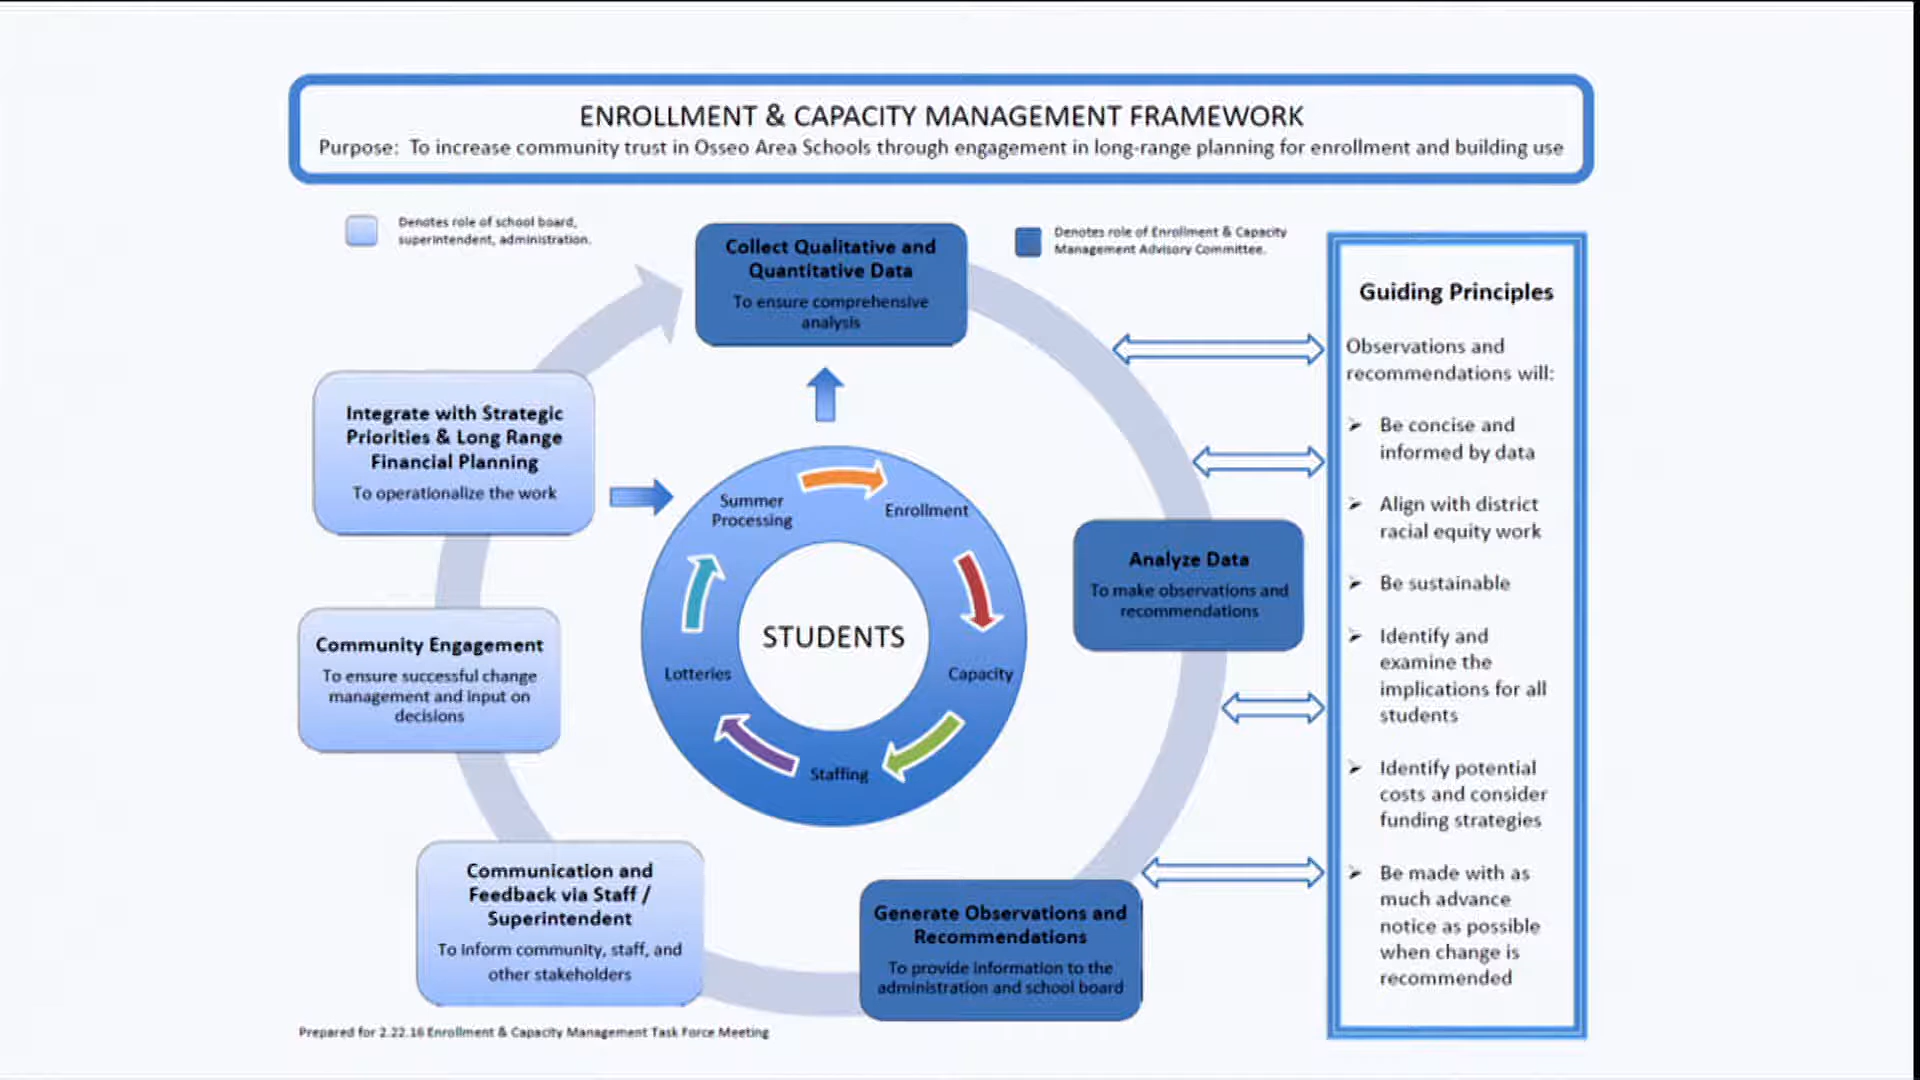 ENROLLMENT & CAPACITY MANAGEMENT FRAMEWORK
Purpose: To increase community trust in Osseo Area Schools through engagement in long-range planning for enrollment and building use
Denotes role of school board,
superintendent, administration.
Denotes role of Enrollment & Capacity
Management Advisory Committee.
Collect Qualitative and
Quantitative Data
To ensure comprehensive
analysis
Analyze Data
To make observations and
recommendations
Generate Observations and
Recommendations
To provide information to the
administration and school board
Communication and
Feedback via Staff /
Superintendent
To inform community, staff, and
other stakeholders
Community Engagement
To ensure successful change
management and input on
decisions
Integrate with Strategic
Priorities & Long Range
Financial Planning
To operationalize the work
Summer
Processing
Enrollment
Capacity
Staffing
Lotteries
STUDENTS
Guiding Principles
Observations and
recommendations will:
➢ Be concise and
informed by data
➢ Align with district
racial equity work
➢ Be sustainable
➢ Identify and
examine the
implications for all
students
➢ Identify potential
costs and consider
funding strategies
➢ Be made with as
much advance
notice as possible
when change is
recommended
Prepared for 2.22.16 Enrollment & Capacity Management Task Force Meeting